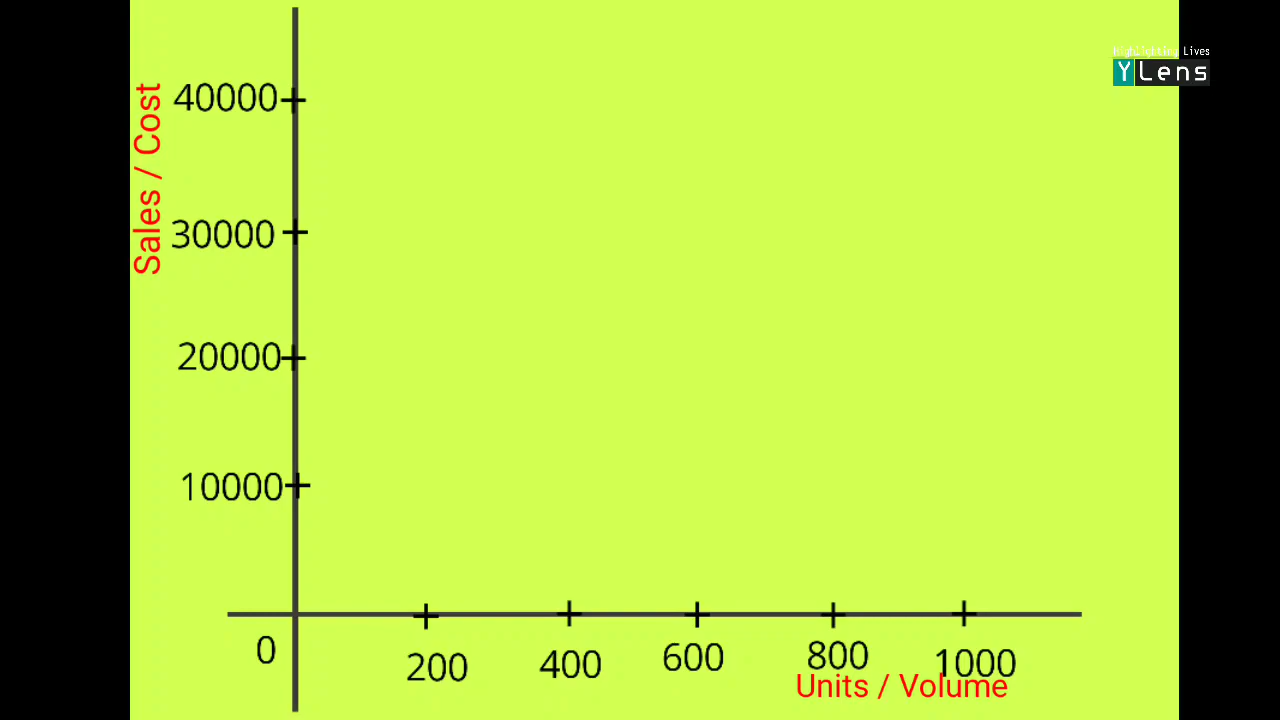 Highlighting Lives
YLens
Sales / Cost
40000
30000
20000
10000
0
200
400
600
800
1000
Units / Volume